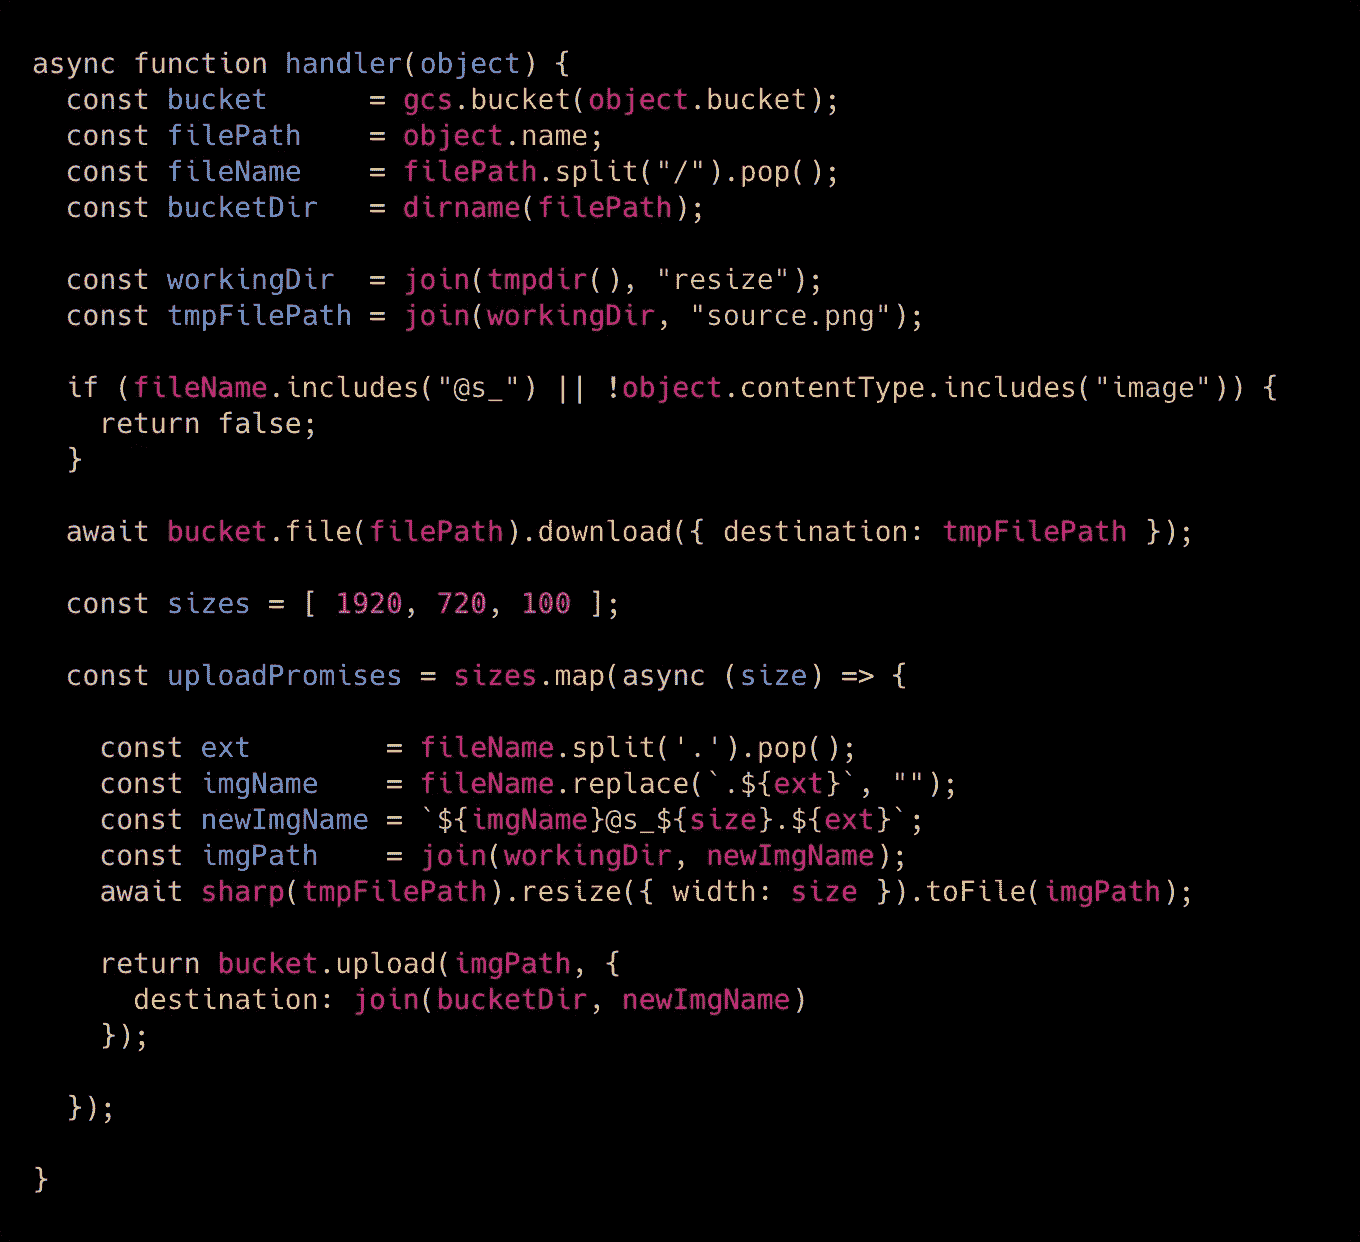 async function handler(object) {
  const bucket      = gcs.bucket(object.bucket);
  const filePath    = object.name;
  const fileName    = filePath.split("/").pop();
  const bucketDir   = dirname(filePath);

  const workingDir  = join(tmpdir(), "resize");
  const tmpFilePath = join(workingDir, "source.png");

  if (fileName.includes("@s_") || !object.contentType.includes("image")) {
    return false;
  }

  await bucket.file(filePath).download({ destination: tmpFilePath });

  const sizes = [ 1920, 720, 100 ];

  const uploadPromises = sizes.map(async (size) => {

    const ext        = fileName.split('.').pop();
    const imgName    = fileName.replace(`.${ext}`, "");
    const newImgName = `${imgName}@s_${size}.${ext}`;
    const imgPath    = join(workingDir, newImgName);
    await sharp(tmpFilePath).resize({ width: size }).toFile(imgPath);

    return bucket.upload(imgPath, {
      destination: join(bucketDir, newImgName)
    });

  });

}